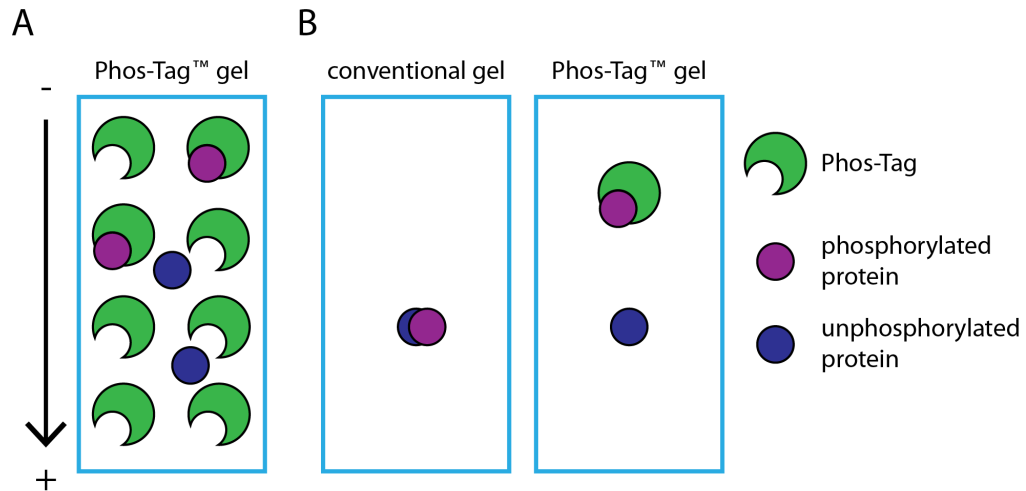 A
B
Phos-Tag™ gel
conventional gel
Phos-Tag™ gel
-
+
Phos-Tag
phosphorylated
protein
unphosphorylated
protein